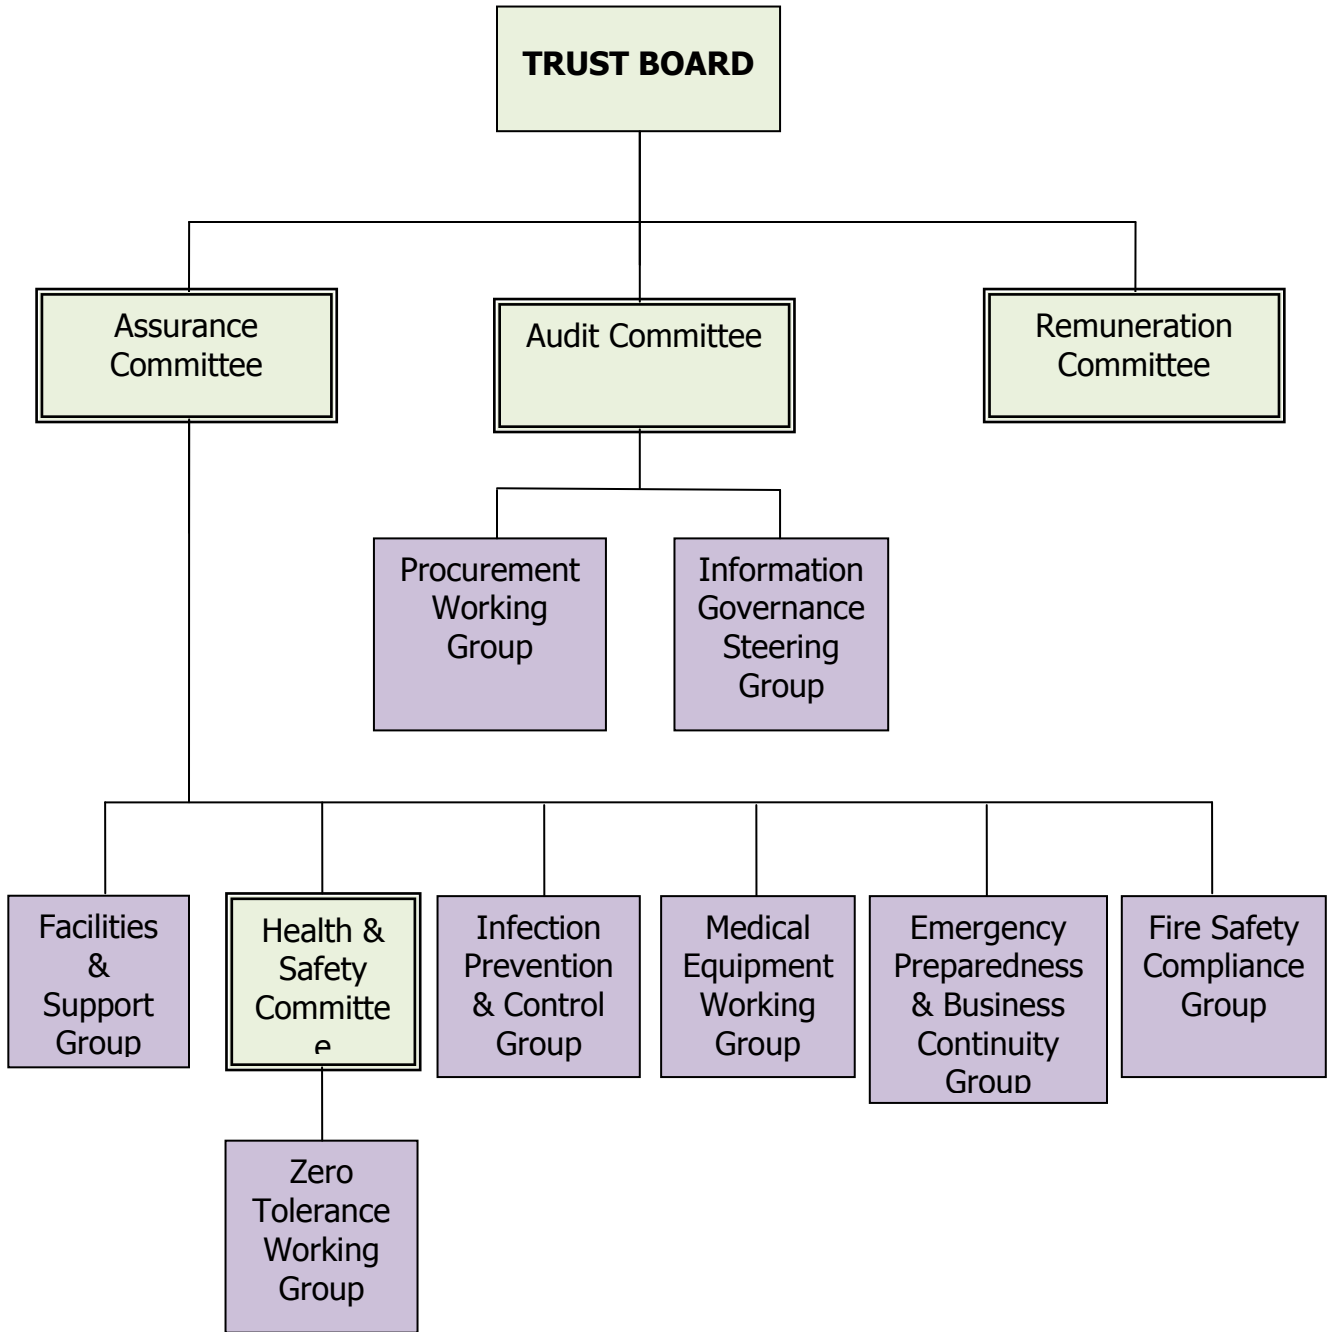 TRUST BOARD
Assurance
Committee
Audit Committee
Remuneration
Committee
Procurement
Working
Group
Information
Governance
Steering
Group
Facilities
&
Support
Group
Health &
Safety
Committe
e
Infection
Prevention
& Control
Group
Medical
Equipment
Working
Group
Emergency
Preparedness
& Business
Continuity
Group
Fire Safety
Compliance
Group
Zero
Tolerance
Working
Group